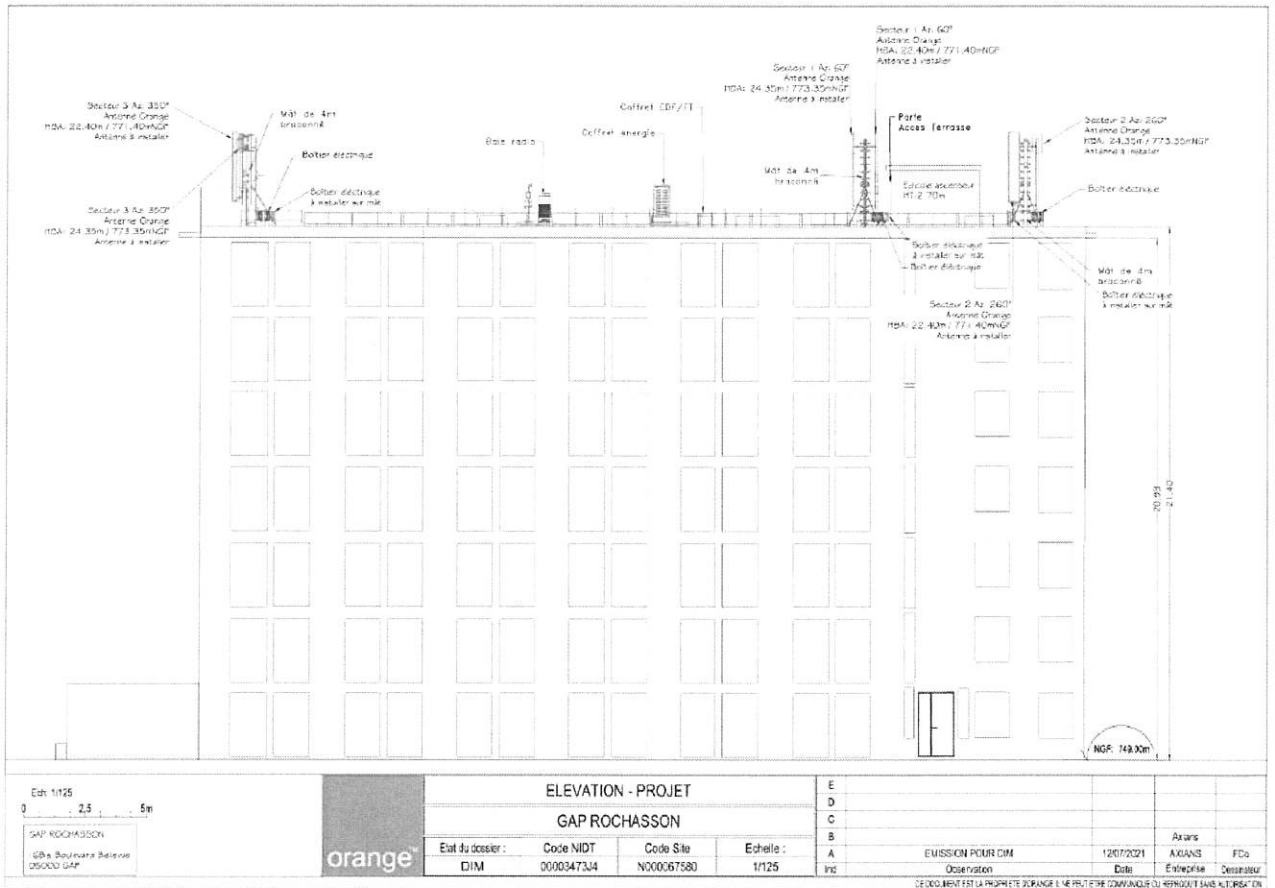 Secteur 1 Az: 60°
Antenne Orange
HBA: 22.40m / 771.40mNGF
Antenne à installer
Secteur 1 Az: 60°
Antenne Orange
HBA: 24.35m / 773.35mNGF
Antenne à installer
Secteur 3 Az: 350°
Antenne Orange
HBA: 22.40m / 771.40mNGF
Antenne à installer
Mât de 4m
braconné
Boîtier électrique
Boîtier électrique
à installer sur mât
Secteur 3 Az: 350°
Antenne Orange
HBA: 24.35m / 773.35mNGF
Antenne à installer
Baie radio
Coffret énergie
Coffret EDF/FT
Mât de 4m
braconné
Porte
Accès Terrasse
Edicule ascenseur
HT:2.70m
Secteur 2 Az: 260°
Antenne Orange
HBA: 24.35m / 773.35mNGF
Antenne à installer
Boîtier électrique
Boîtier électrique
à installer sur mât
Boîtier électrique
Mât de 4m
braconné
Boîtier électrique
à installer sur mât
Secteur 2 Az: 260°
Antenne Orange
HBA: 22.40m / 771.40mNGF
Antenne à installer
20.93
21.40
NGF: 749.00m
Ech: 1/125
0 2,5 5m
GAP ROCHASSON
Boulevard Bellevue
05000 GAP
orange™
ELEVATION - PROJET
GAP ROCHASSON
Etat du dossier : Code NIDT Code Site Echelle :
DIM 00003473J4 N000067580 1/125
E
D
C
B Axians
A EMISSION POUR DIM 12/07/2021 AXIANS FCo
Ind Observation Date Entreprise Dessinateur
CE DOCUMENT EST LA PROPRIETE D'ORANGE IL NE PEUT ETRE COMMUNIQUE OU REPRODUIT SANS AUTORISATION